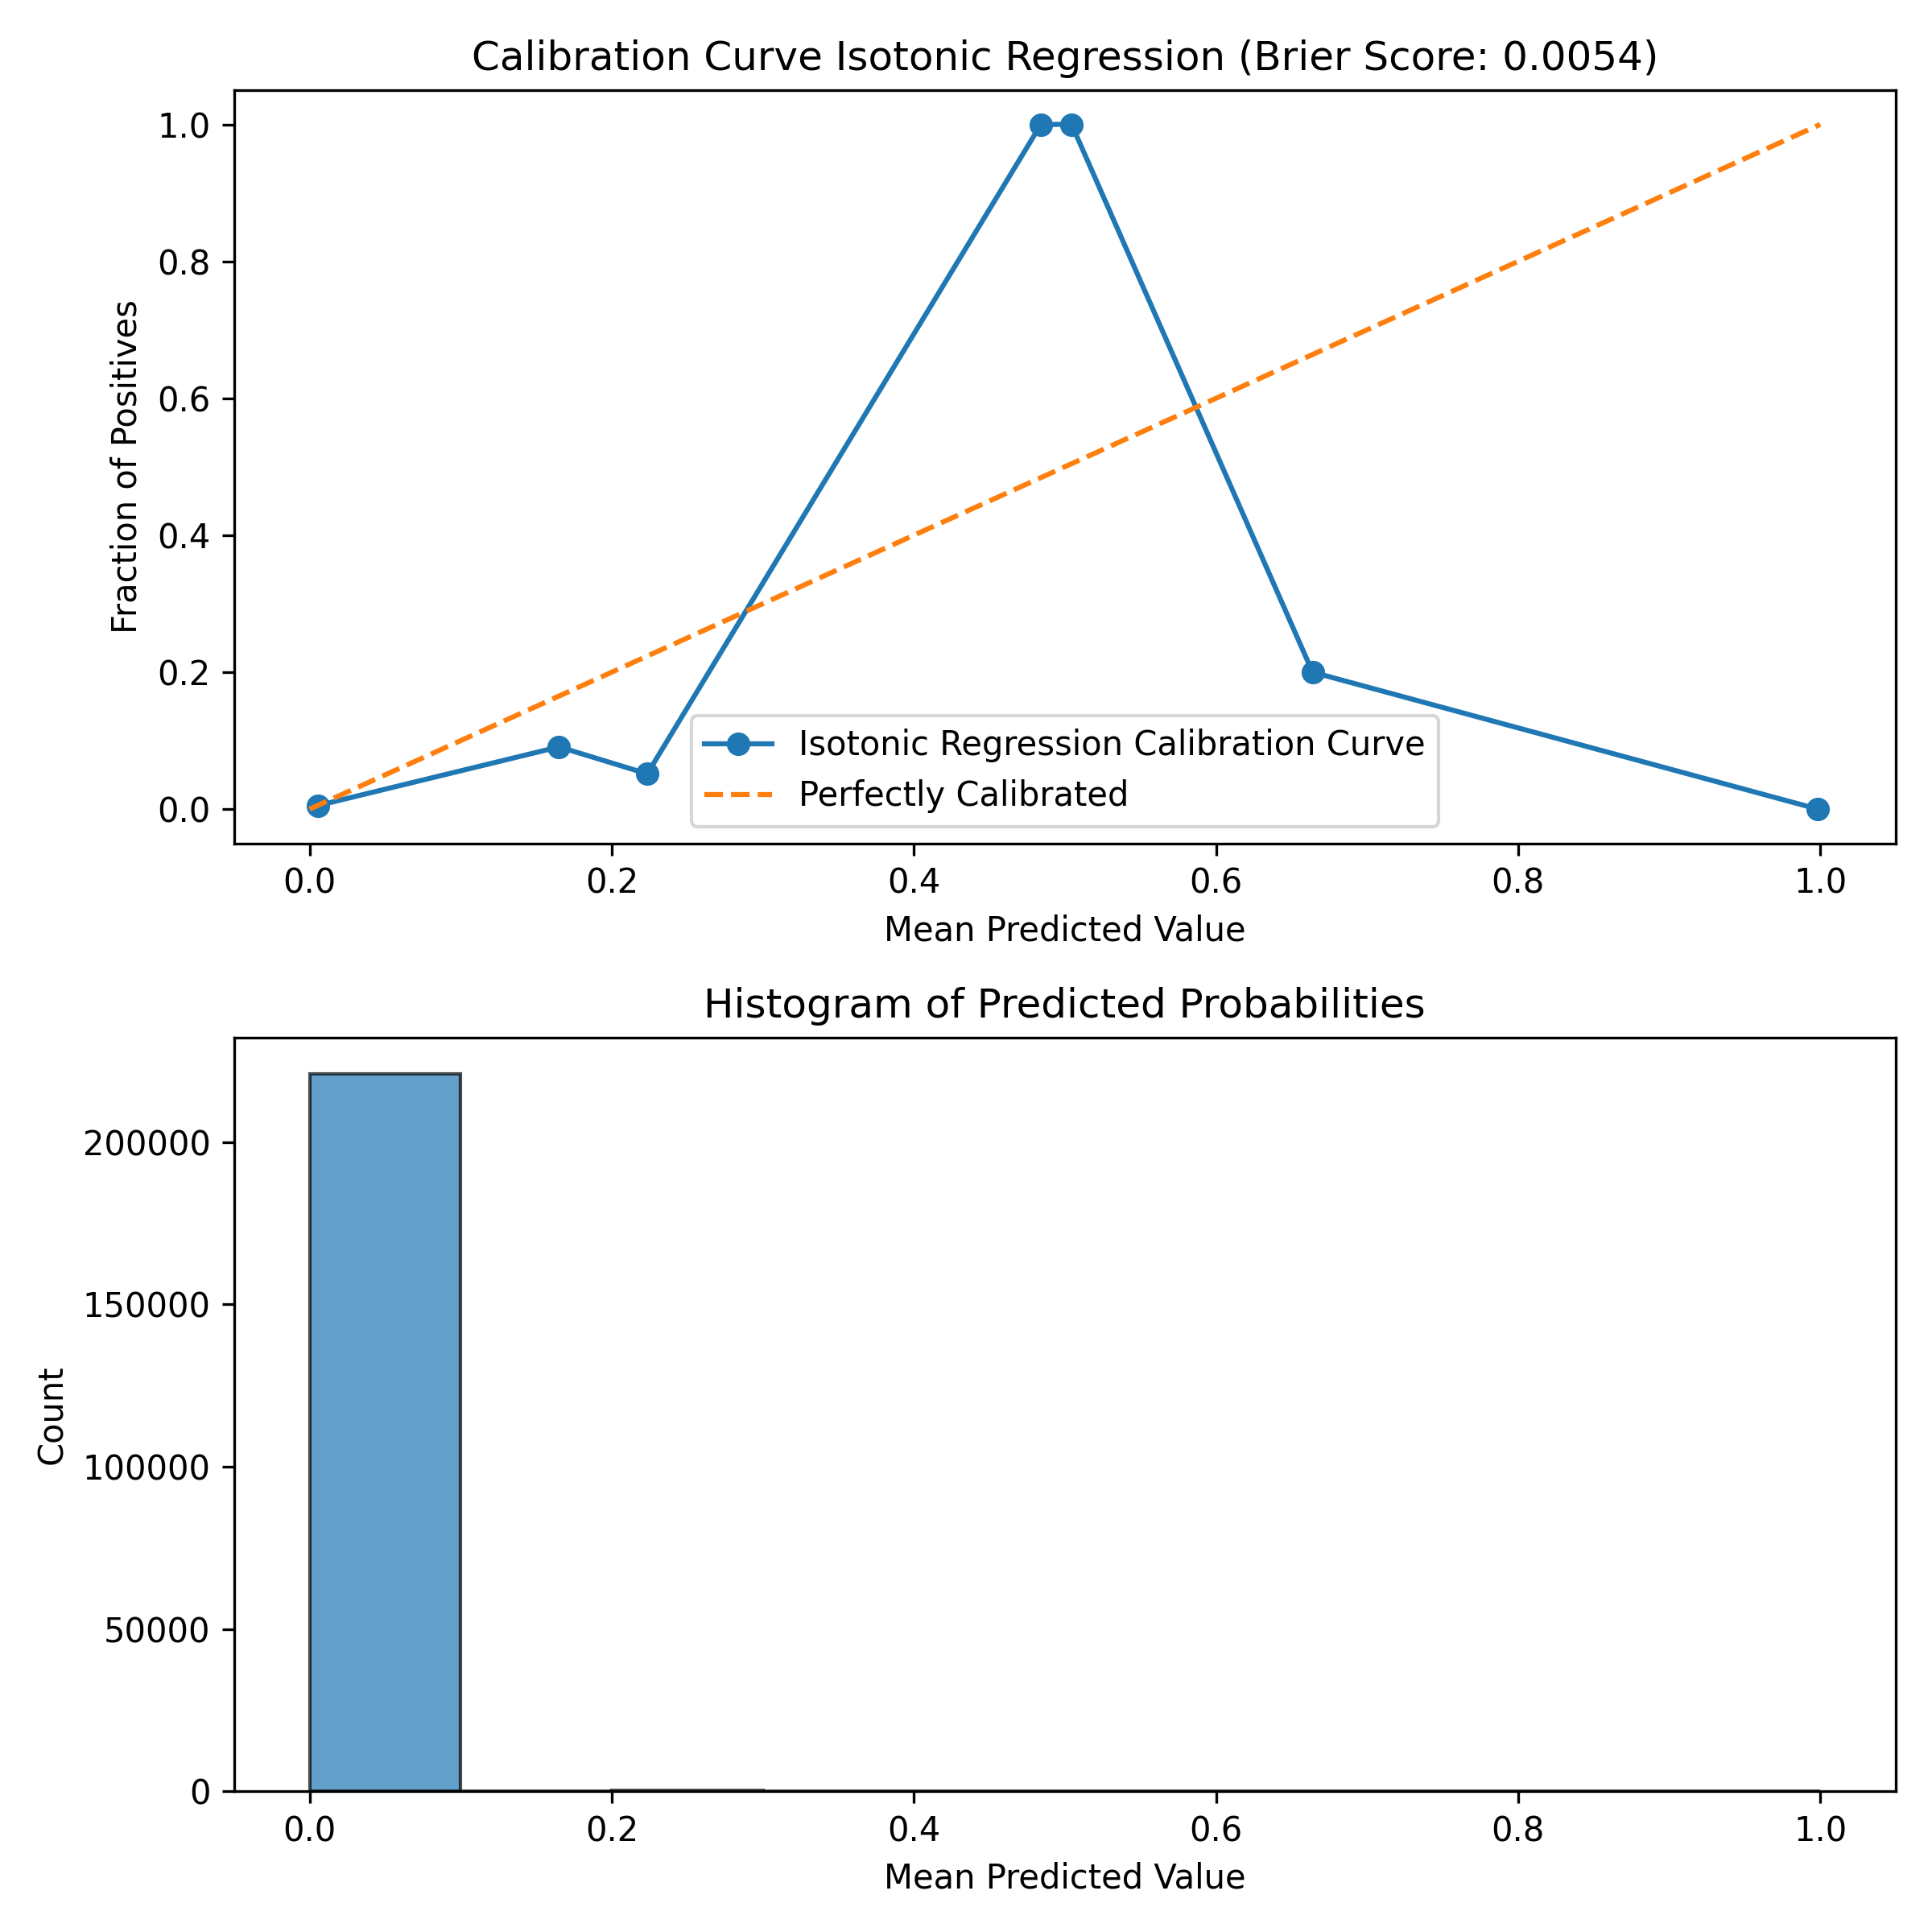 Calibration Curve Isotonic Regression (Brier Score: 0.0054)
1.0
0.8
0.6
0.4
0.2
0.0
Fraction of Positives
Isotonic Regression Calibration Curve
Perfectly Calibrated
0.0 0.2 0.4 0.6 0.8 1.0
Mean Predicted Value
Histogram of Predicted Probabilities
200000
150000
100000
50000
0
Count
0.0 0.2 0.4 0.6 0.8 1.0
Mean Predicted Value